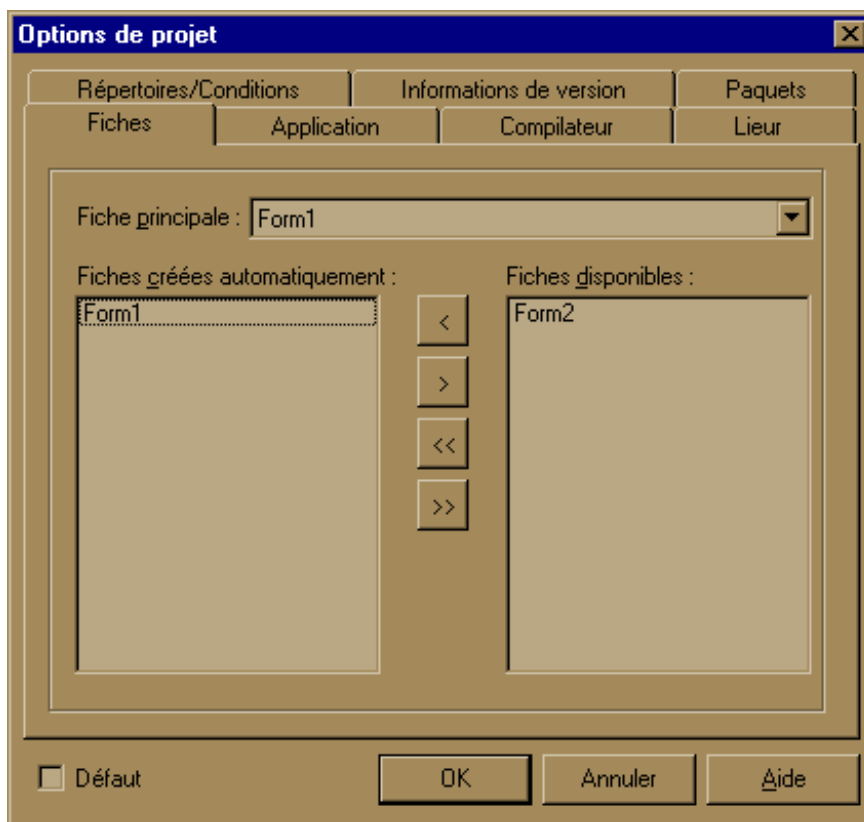 Options de projet
Répertoires/Conditions Informations de version Paquets
Fiches Application Compilateur Lieur
Fiche principale : Form1
Fiches créées automatiquement : Fiches disponibles :
Form1 < Form2
>
<<
>>
Défaut OK Annuler Aide